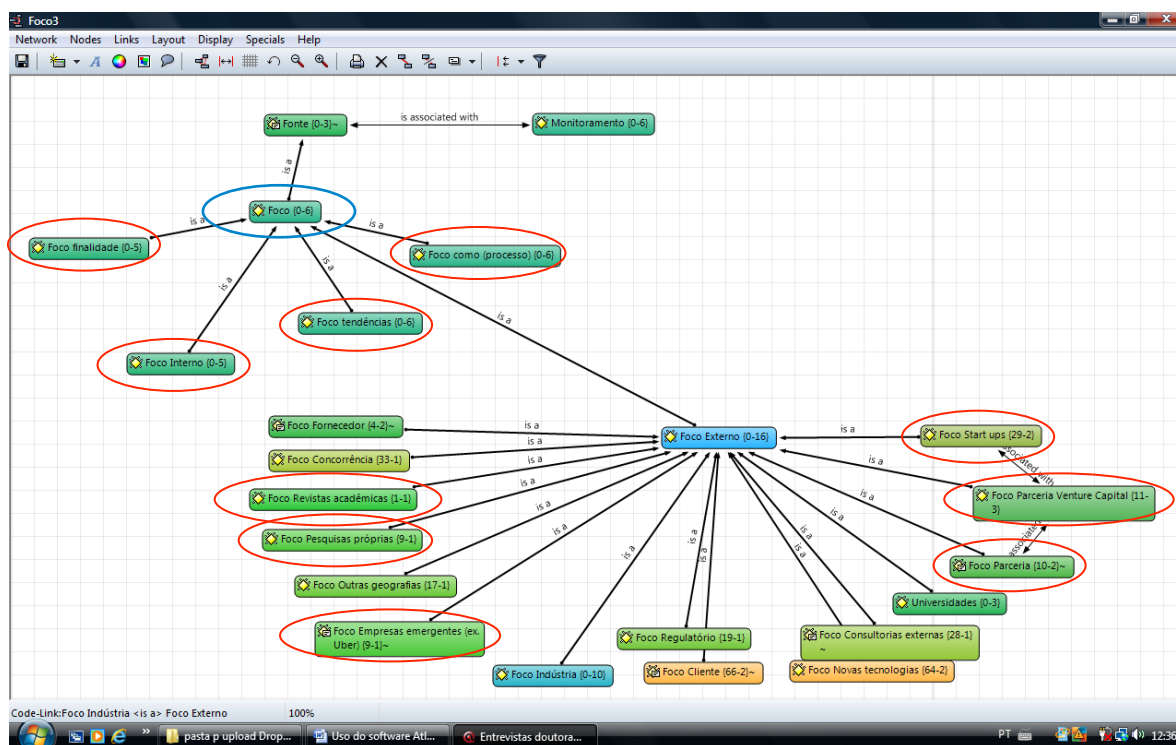 Foco3
Network Nodes Links Layout Display Specials Help
Fonte {0-3}~
is associated with
Monitoramento {0-6}
is a
Foco {0-6}
is a
is a
Foco finalidade {0-5}
Foco como (processo) {0-6}
is a
is a
Foco tendências {0-6}
is a
Foco Interno {0-5}
Foco Fornecedor {4-2}~
is a
Foco Externo {0-16}
is a
Foco Start ups {29-2}
Foco Concorrência {33-1}
is a
is a
associated with
Foco Revistas acadêmicas {1-1}
is a
Foco Parceria Venture Capital {11-
3}
is a
Foco Pesquisas próprias {9-1}
is a
is a
associated
Foco Parceria {10-2}~
Foco Outras geografias {17-1}
is a
is a
is a
is a
is a
is a
is a
Universidades {0-3}
Foco Empresas emergentes (ex.
Uber) {9-1}~
Foco Regulatório {19-1}
Foco Consultorias externas {28-1}
~
Foco Indústria {0-10}
Foco Cliente {66-2}~
Foco Novas tecnologias {64-2}
Code-Link:Foco Indústria <is a> Foco Externo
100%
pasta p upload Drop...
Uso do software Atl...
Entrevistas doutora...
PT